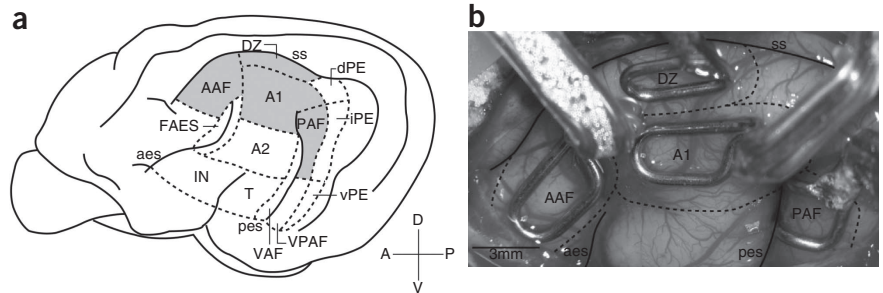 a
DZ
ss
dPE
AAF
A1
PAF
iPE
FAES
A2
aes
IN
T
vPE
pes
VPAF
VAF
D
A
P
V
b
ss
DZ
A1
AAF
PAF
3mm
aes
pes